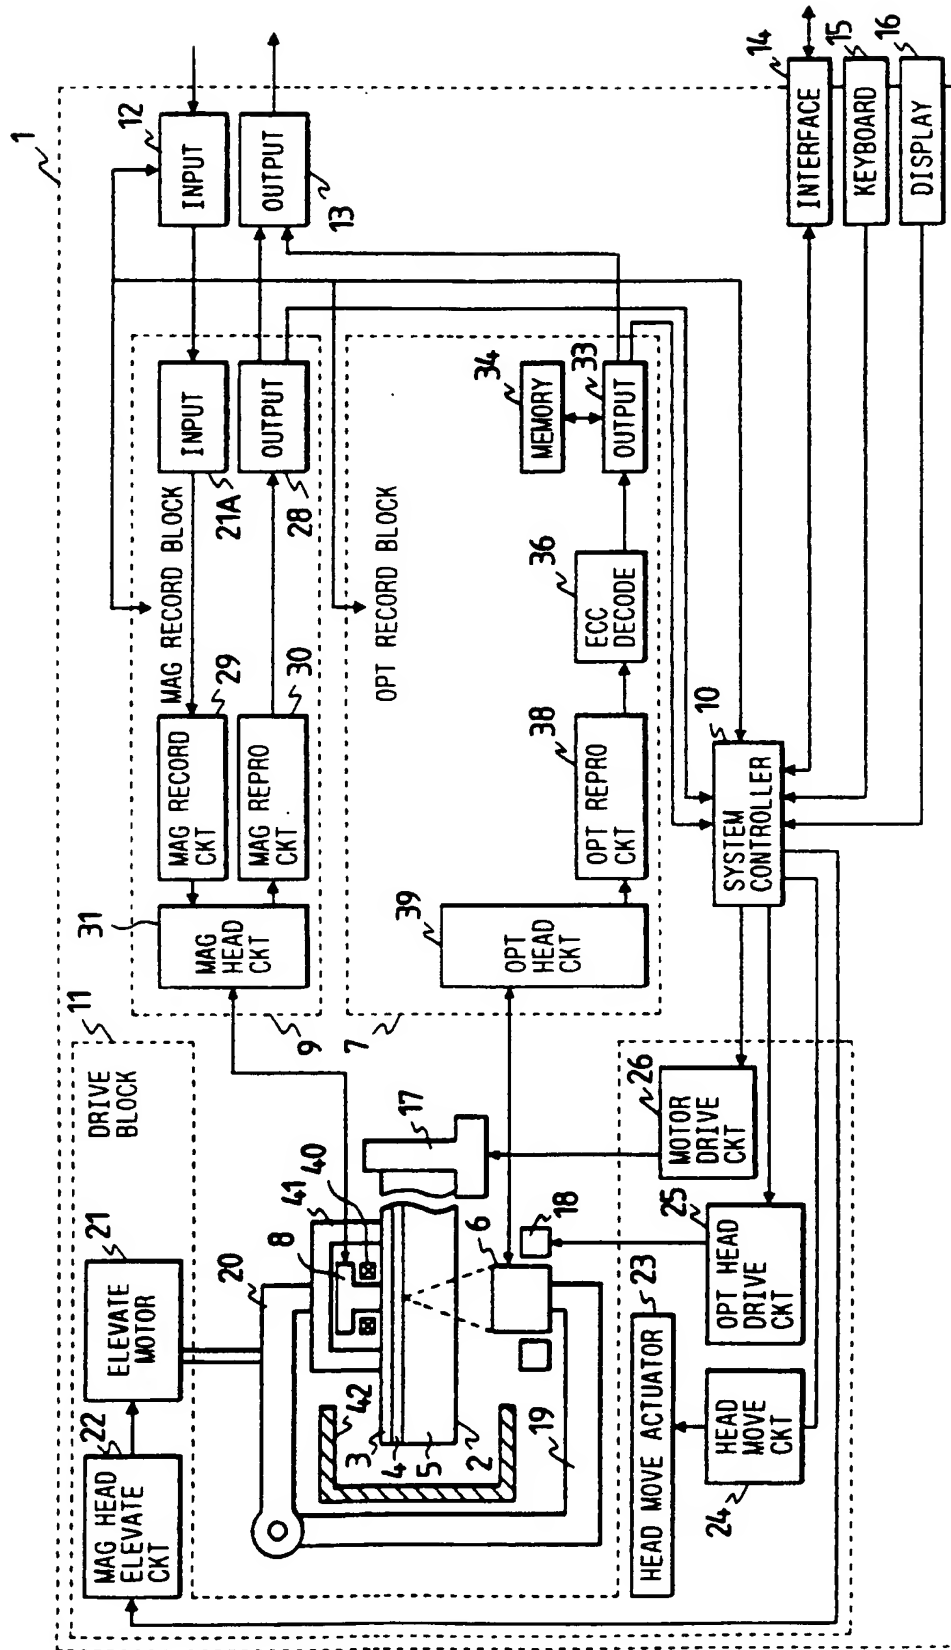 1
12
INPUT
OUTPUT
13
14
INTERFACE
15
KEYBOARD
16
DISPLAY
MAG RECORD BLOCK
INPUT
21A
OUTPUT
28
29
MAG RECORD
CKT
30
MAG REPRO
CKT
31
MAG
HEAD
CKT
9
OPT RECORD BLOCK
34
MEMORY
33
OUTPUT
36
ECC
DECODE
38
OPT REPRO
CKT
39
OPT HEAD
CKT
7
10
SYSTEM
CONTROLLER
11
DRIVE
BLOCK
21
ELEVATE
MOTOR
22
MAG HEAD
ELEVATE
CKT
20
41
8
40
17
42
3
4
5
2
6
18
19
26
MOTOR
DRIVE
CKT
25
OPT HEAD
DRIVE
CKT
23
HEAD MOVE ACTUATOR
HEAD
MOVE
CKT
24